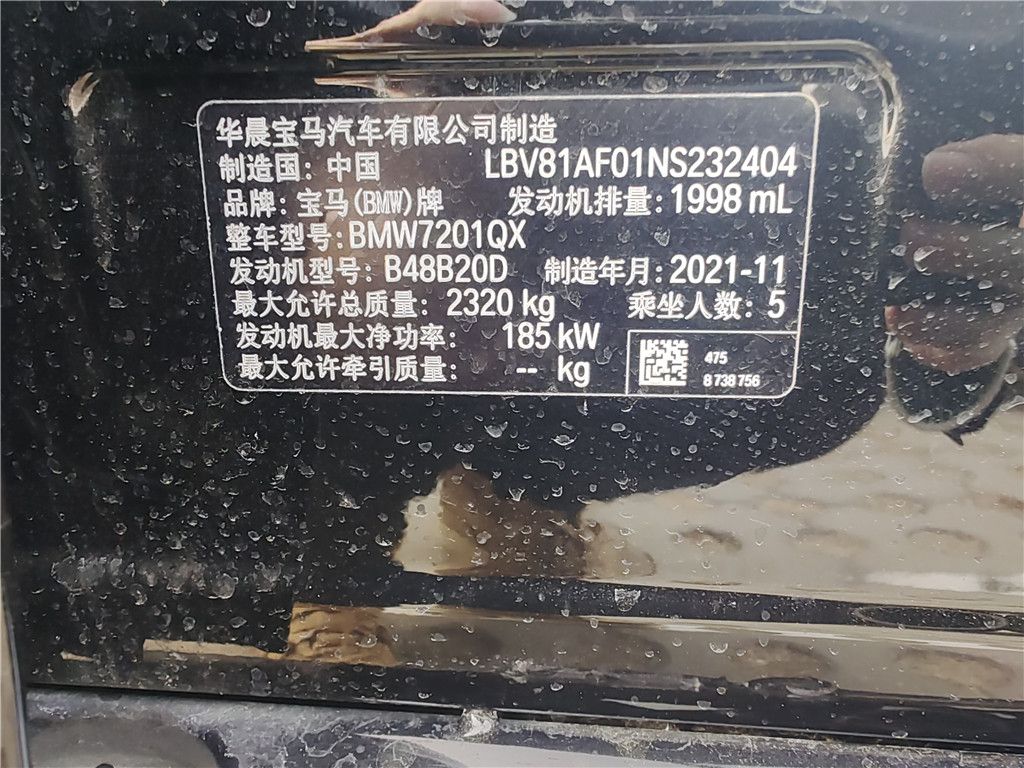 华晨宝马汽车有限公司制造
制造国：中国 LBV81AF01NS232404
品牌：宝马(BMW)牌 发动机排量：1998 mL
整车型号：BMW7201QX
发动机型号：B48B20D 制造年月：2021-11
最大允许总质量：2320 kg 乘坐人数：5
发动机最大净功率：185 kW
最大允许牵引质量：-- kg
475
8 738 756